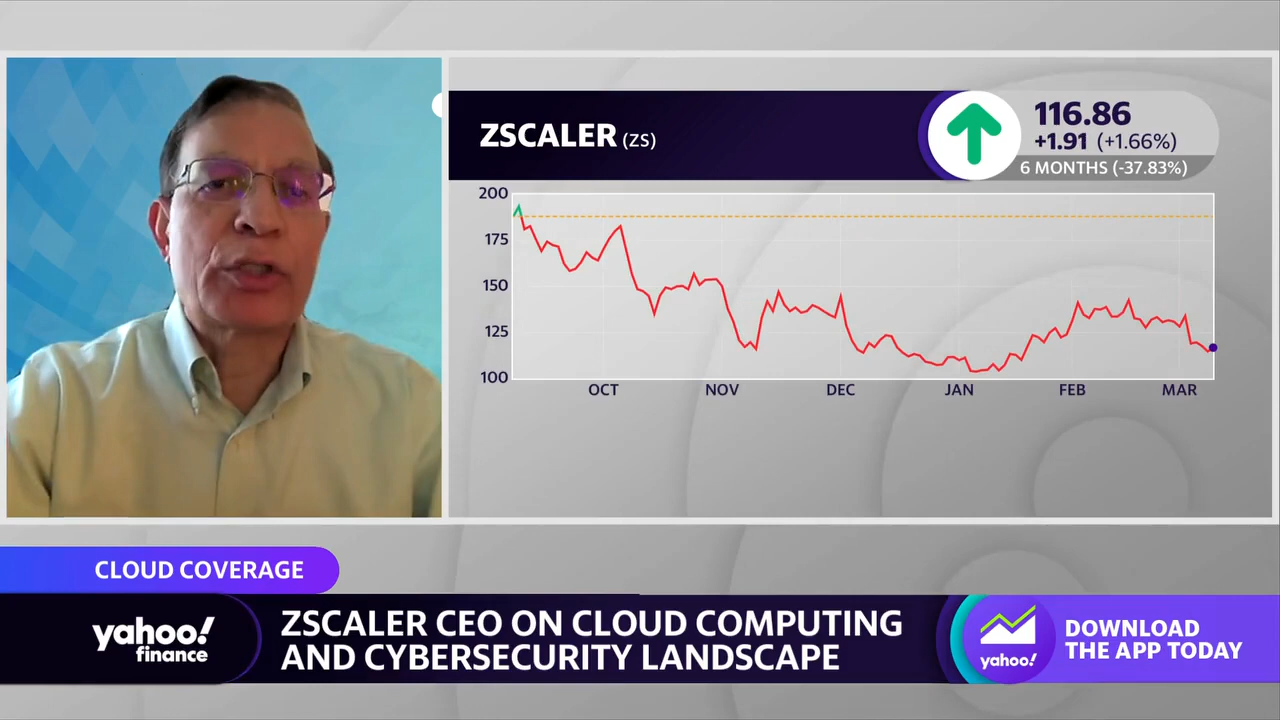 ZSCALER (ZS)
116.86
+1.91 (+1.66%)
6 MONTHS (-37.83%)
200
175
150
125
100
OCT NOV DEC JAN FEB MAR
CLOUD COVERAGE
yahoo!
finance
ZSCALER CEO ON CLOUD COMPUTING
AND CYBERSECURITY LANDSCAPE
yahoo!
DOWNLOAD
THE APP TODAY